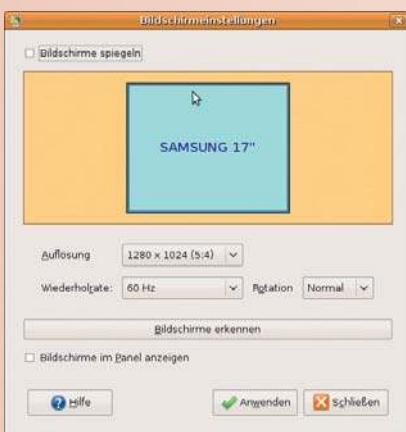 Bildschirmeinstellungen
Bildschirme spiegeln
SAMSUNG 17"
Auflösung 1280 x 1024 (5:4)
Wiederholrate: 60 Hz Rotation Normal
Bildschirme erkennen
Bildschirme im Panel anzeigen
Hilfe Anwenden Schließen